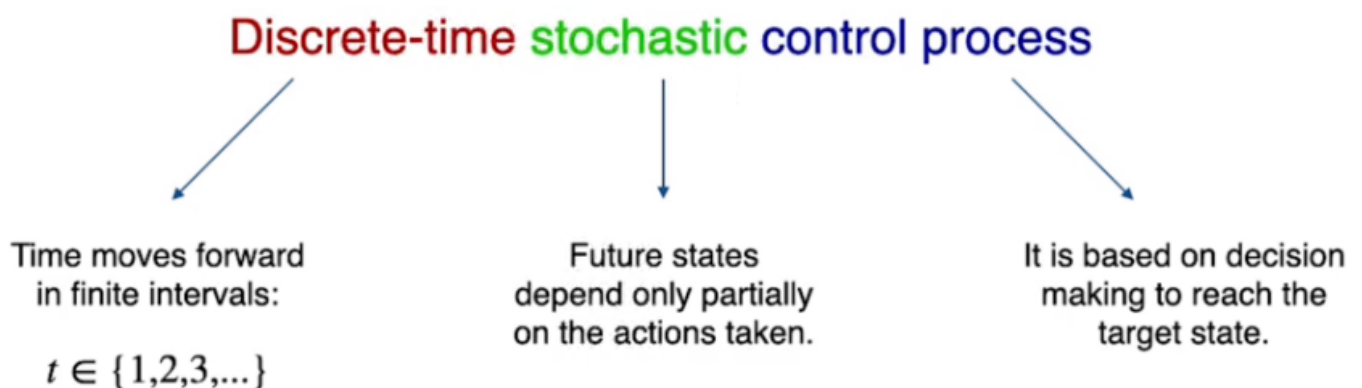 Discrete-time stochastic control process
Time moves forward
in finite intervals:
t ∈ {1,2,3,...}
Future states
depend only partially
on the actions taken.
It is based on decision
making to reach the
target state.